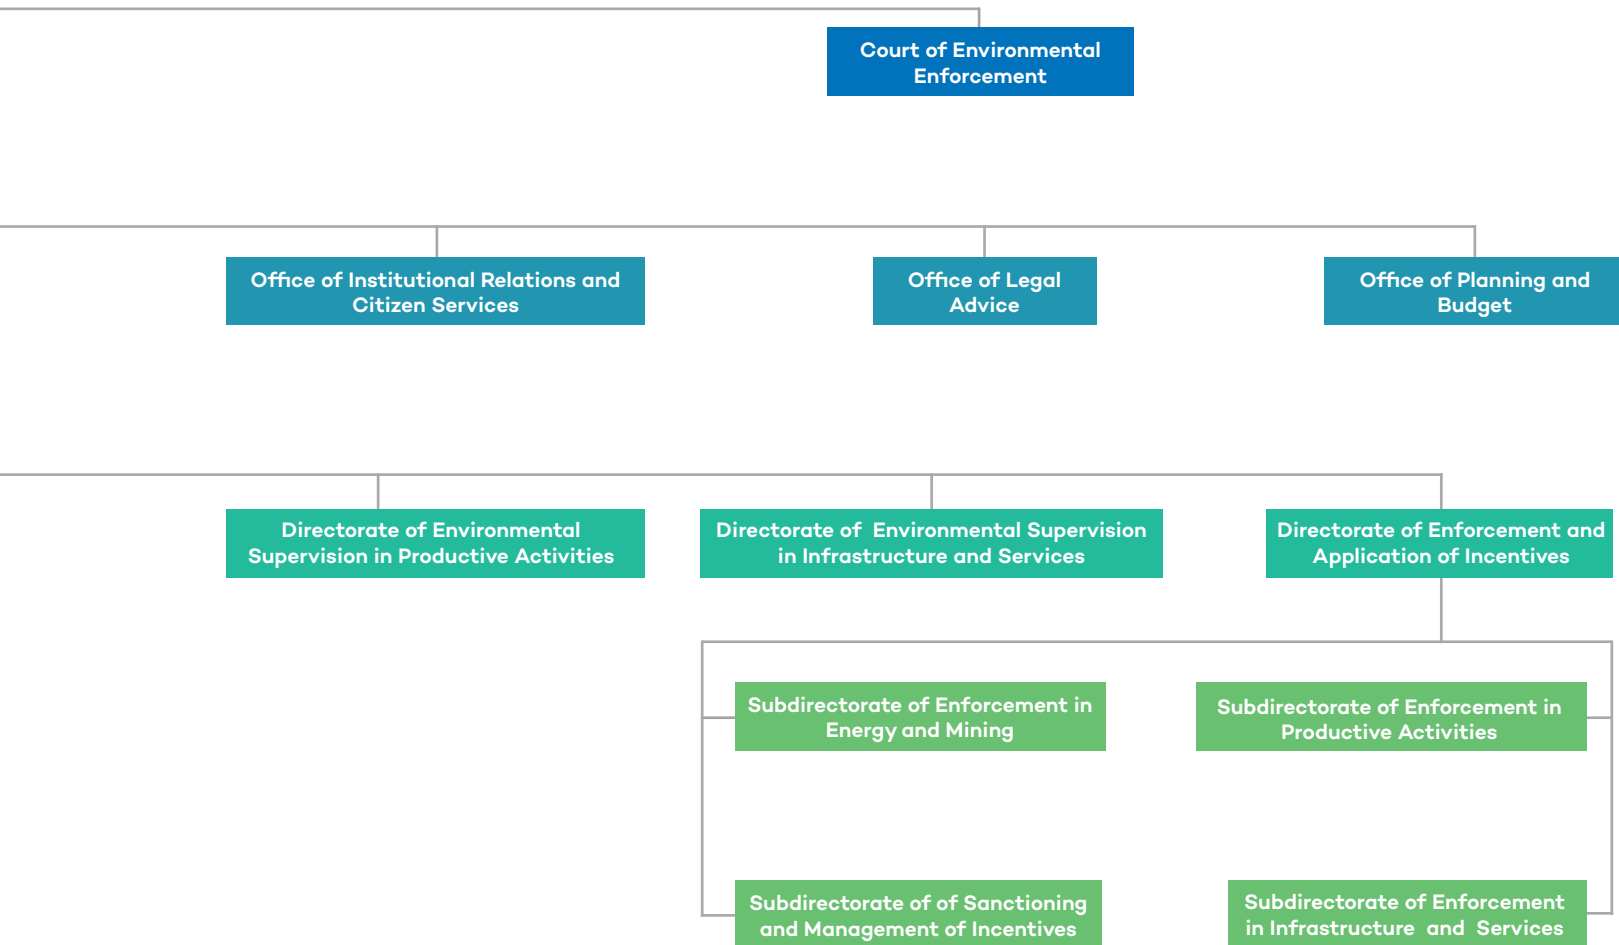 Court of Environmental
Enforcement
Office of Institutional Relations and
Citizen Services
Office of Legal
Advice
Office of Planning and
Budget
Directorate of Environmental
Supervision in Productive Activities
Directorate of  Environmental Supervision
in Infrastructure and Services
Directorate of Enforcement and
Application of Incentives
Subdirectorate of Enforcement in
Energy and Mining
Subdirectorate of Enforcement in
Productive Activities
Subdirectorate of of Sanctioning
and Management of Incentives
Subdirectorate of Enforcement
in Infrastructure  and  Services